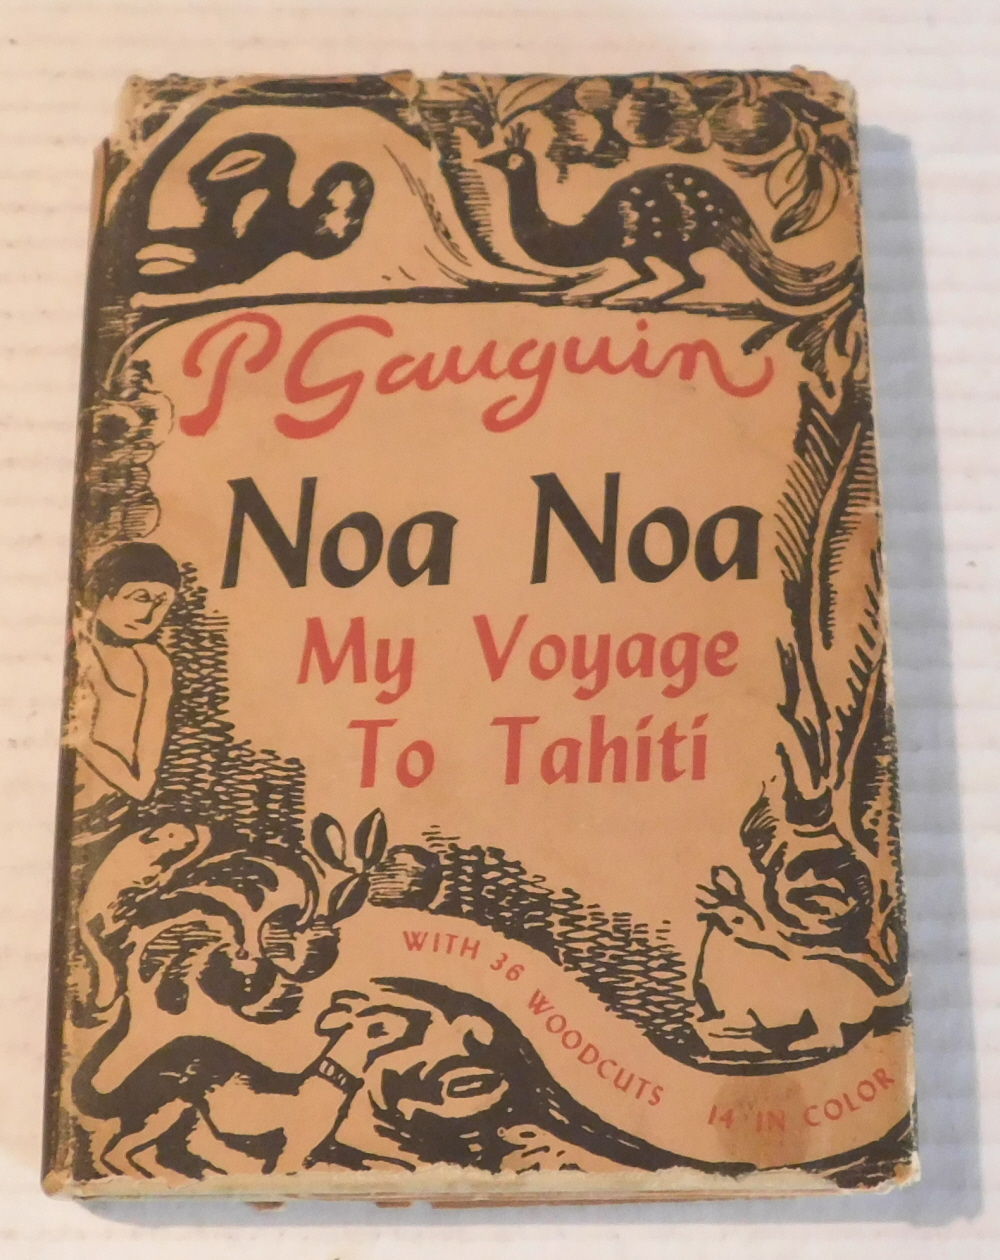 P Gauguin
Noa Noa
My Voyage
To Tahiti
WITH 36 WOODCUTS 14 IN COLOR